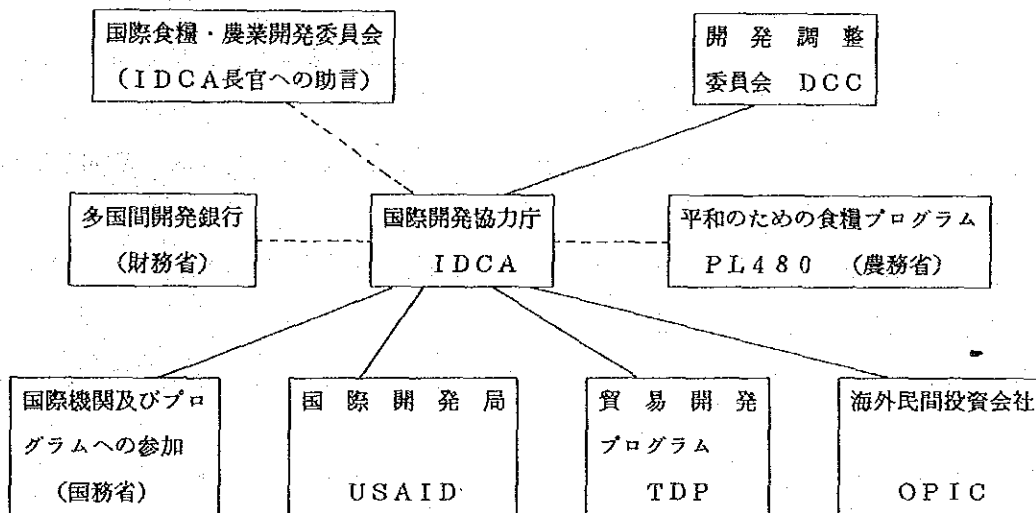 国際食糧・農業開発委員会
(IDCA長官への助言)
開発調整
委員会 DCC
多国間開発銀行
(財務省)
国際開発協力庁
IDCA
平和のための食糧プログラム
PL480 (農務省)
国際機関及びプロ
グラムへの参加
(国務省)
国際開発局
USAID
貿易開発
プログラム
TDP
海外民間投資会社
OPIC